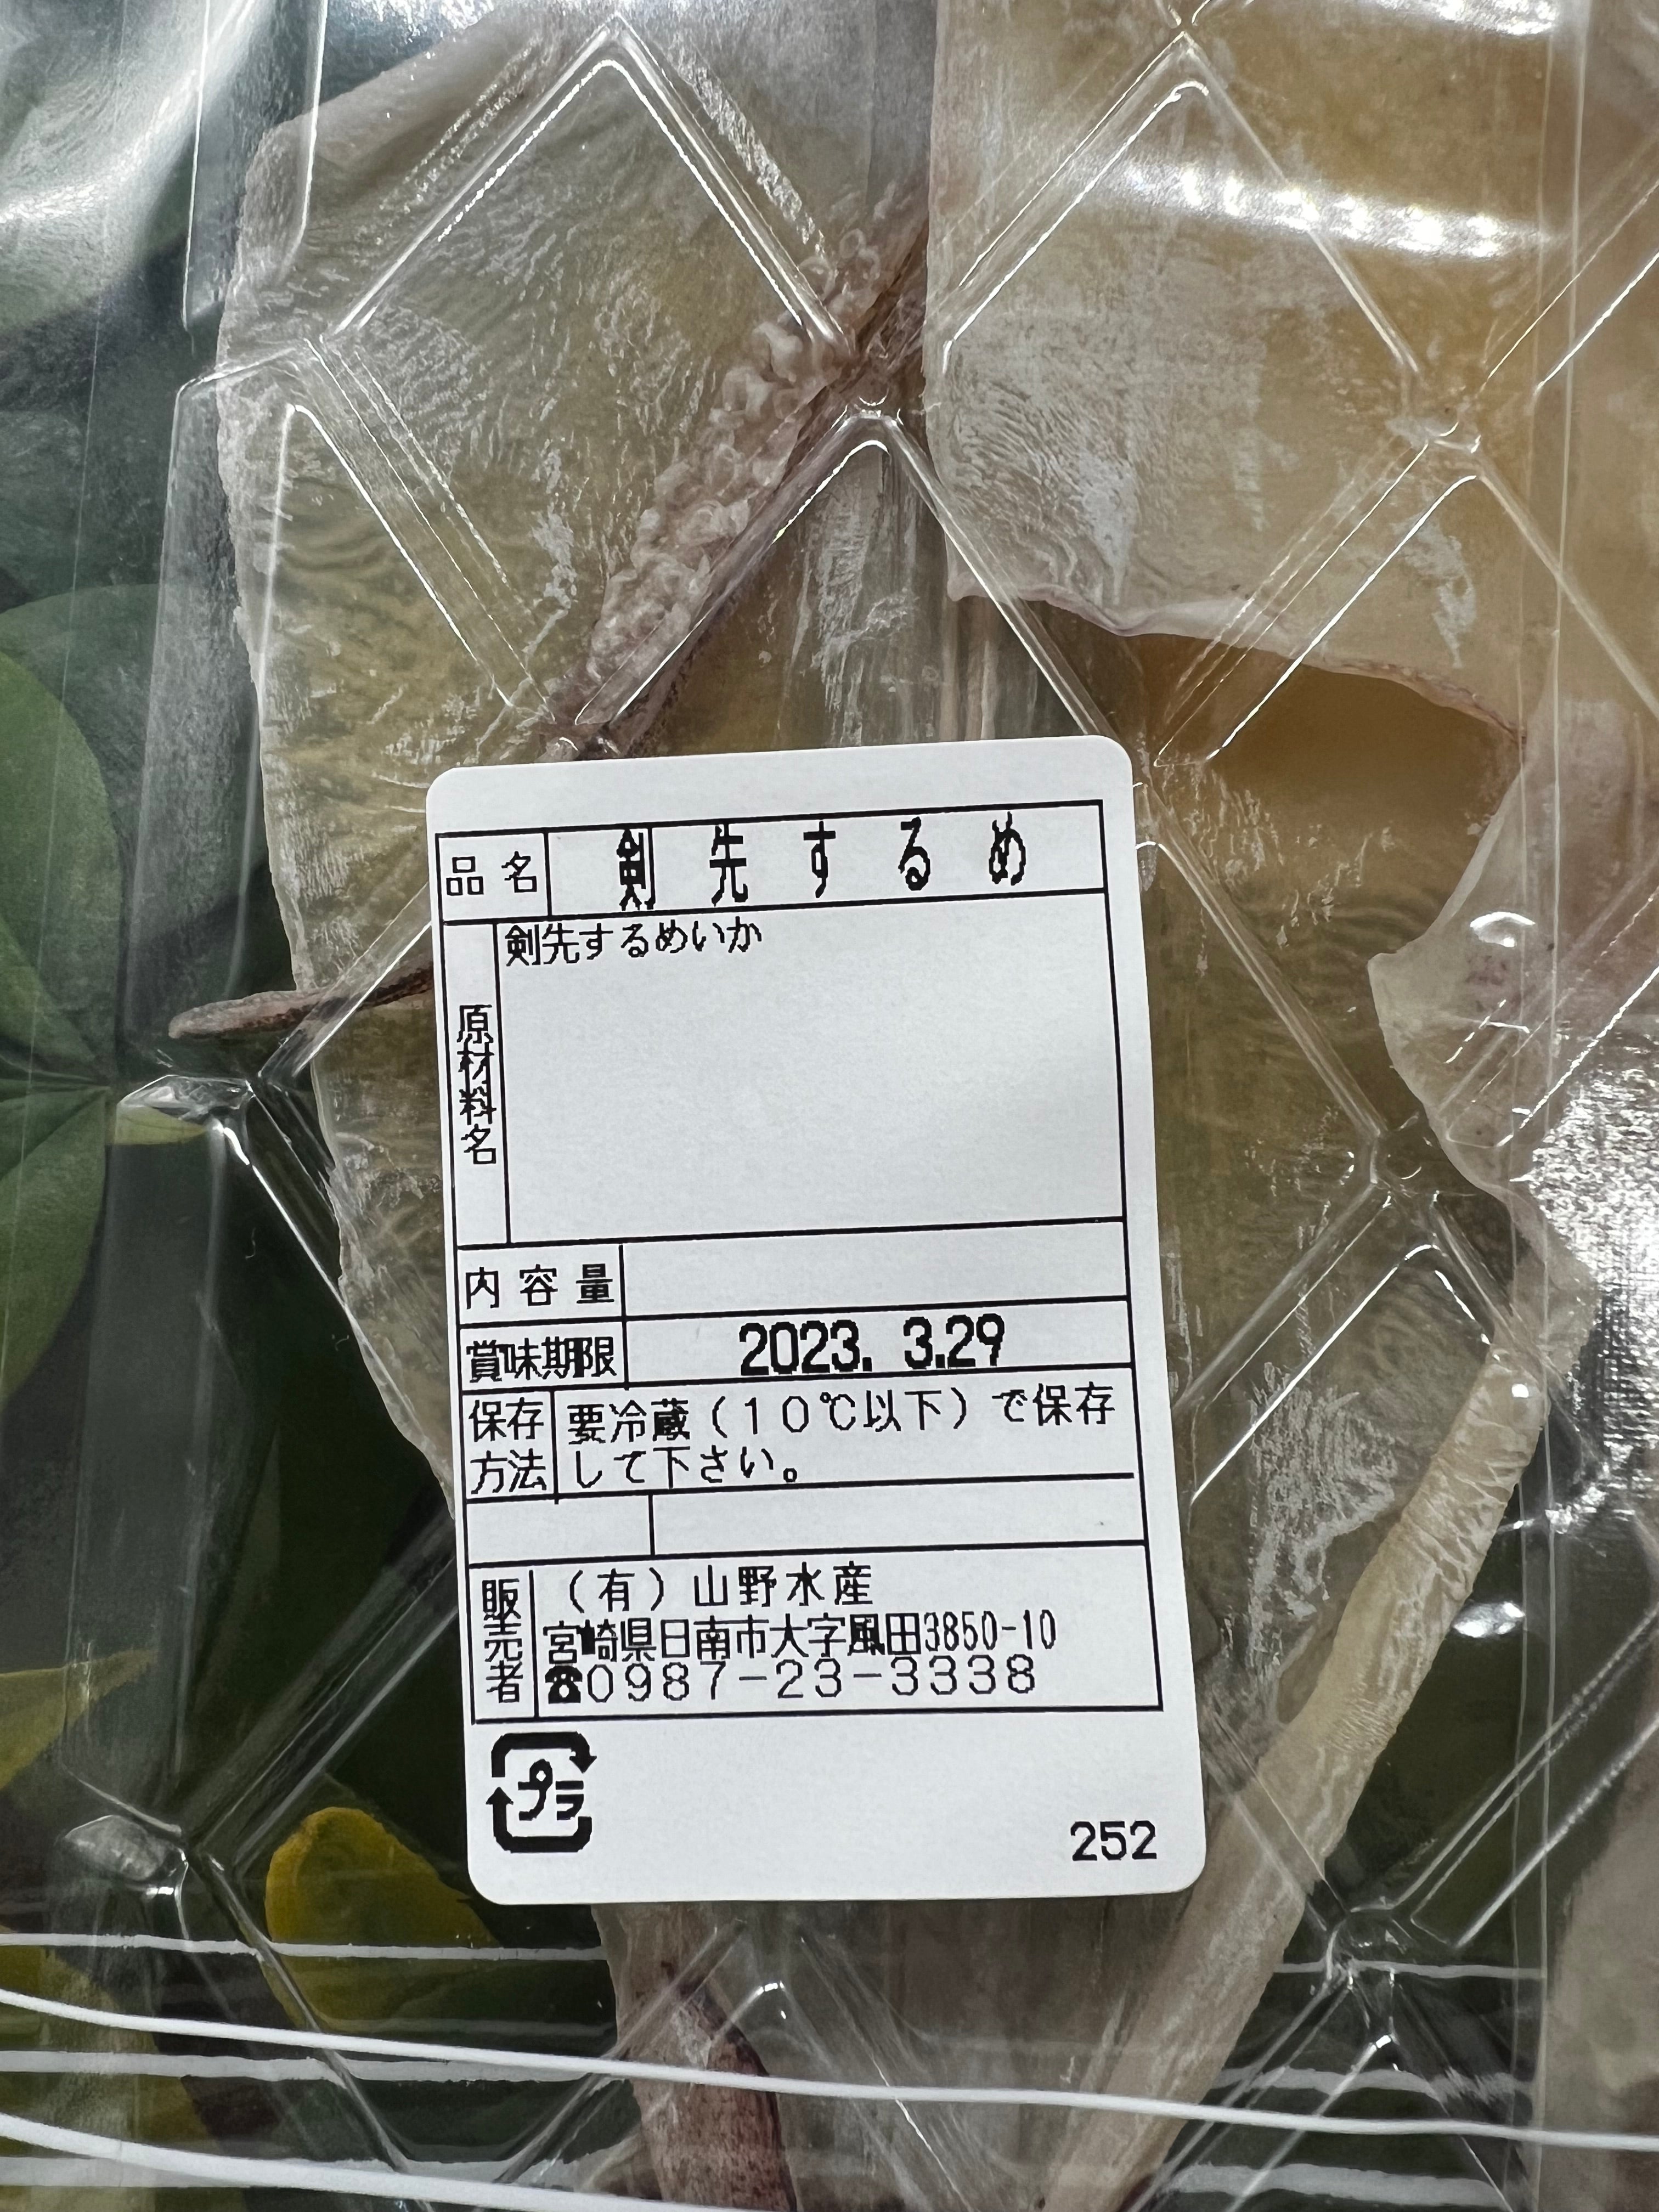 品名 剣先するめ
原材料名 剣先するめいか
内容量
賞味期限 2023. 3.29
保存方法 要冷蔵（１０℃以下）で保存
して下さい。
販売者 （有）山野水産
宮崎県日南市大字風田3850-10
☎０９８７－２３－３３３８
プラ
252